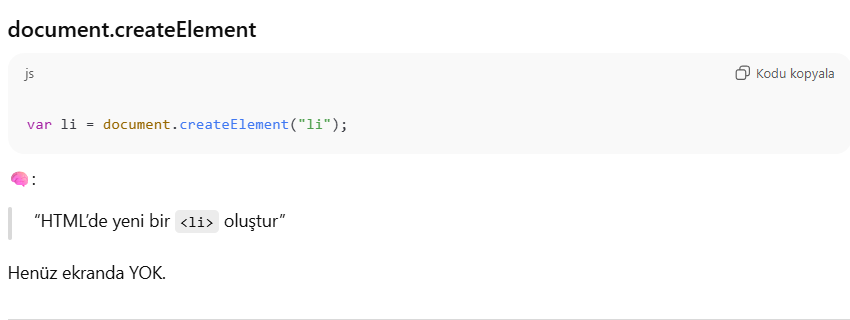 document.createElement
js
Kodu kopyala
var li = document.createElement("li");
🧠:
“HTML’de yeni bir <li> oluştur”
Henüz ekranda YOK.